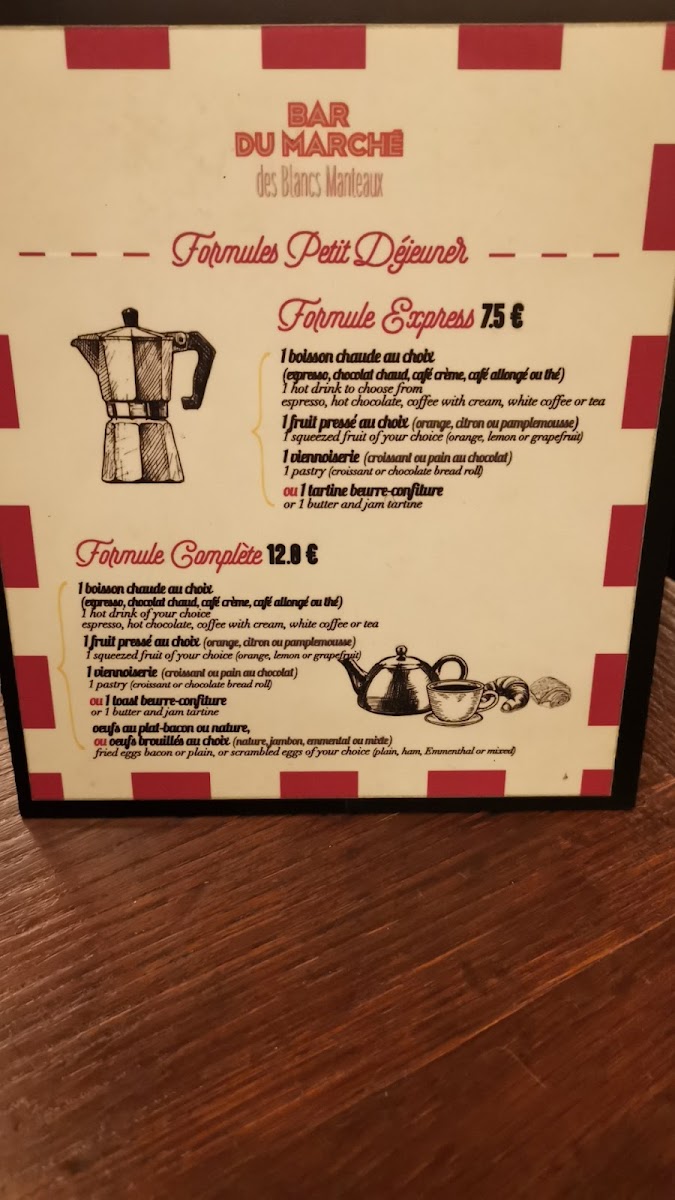 BAR
DU MARCHÉ
des Blancs Manteaux
Formules Petit Déjeuner
Formule Express 7.5 €
1 boisson chaude au choix
(expresso, chocolat chaud, café crème, café allongé ou thé)
1 hot drink to choose from
espresso, hot chocolate, coffee with cream, white coffee or tea
1 fruit pressé au choix (orange, citron ou pamplemousse)
1 squeezed fruit of your choice (orange, lemon or grapefruit)
1 viennoiserie (croissant ou pain au chocolat)
1 pastry (croissant or chocolate bread roll)
ou 1 tartine beurre-confiture
or 1 butter and jam tartine
Formule Complète 12.0 €
1 boisson chaude au choix
(expresso, chocolat chaud, café crème, café allongé ou thé)
1 hot drink of your choice
espresso, hot chocolate, coffee with cream, white coffee or tea
1 fruit pressé au choix (orange, citron ou pamplemousse)
1 squeezed fruit of your choice (orange, lemon or grapefruit)
1 viennoiserie (croissant ou pain au chocolat)
1 pastry (croissant or chocolate bread roll)
ou 1 toast beurre-confiture
or 1 butter and jam tartine
oeufs au plat-bacon ou nature,
ou oeufs brouillés au choix (nature, jambon, emmental ou mixte)
fried eggs bacon or plain, or scrambled eggs of your choice (plain, ham, Emmenthal or mixed)